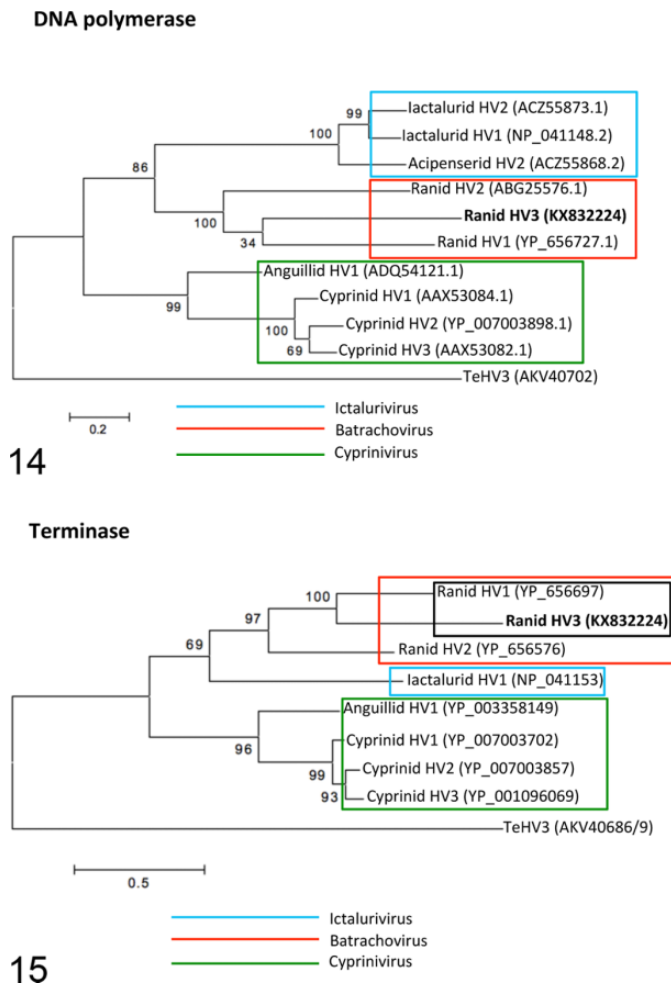 DNA polymerase
99
Iactalurid HV2 (ACZ55873.1)
100
Iactalurid HV1 (NP_041148.2)
86
Acipenserid HV2 (ACZ55868.2)
Ranid HV2 (ABG25576.1)
100
Ranid HV3 (KX832224)
34
Ranid HV1 (YP_656727.1)
Anguillid HV1 (ADQ54121.1)
99
Cyprinid HV1 (AAX53084.1)
100
Cyprinid HV2 (YP_007003898.1)
69
Cyprinid HV3 (AAX53082.1)
TeHV3 (AKV40702)
0.2
Ictalurivirus
Batrachovirus
Cyprinivirus
14
Terminase
100
Ranid HV1 (YP_656697)
97
Ranid HV3 (KX832224)
69
Ranid HV2 (YP_656576)
Iactalurid HV1 (NP_041153)
Anguillid HV1 (YP_003358149)
96
Cyprinid HV1 (YP_007003702)
99
Cyprinid HV2 (YP_007003857)
93
Cyprinid HV3 (YP_001096069)
TeHV3 (AKV40686/9)
0.5
Ictalurivirus
Batrachovirus
Cyprinivirus
15